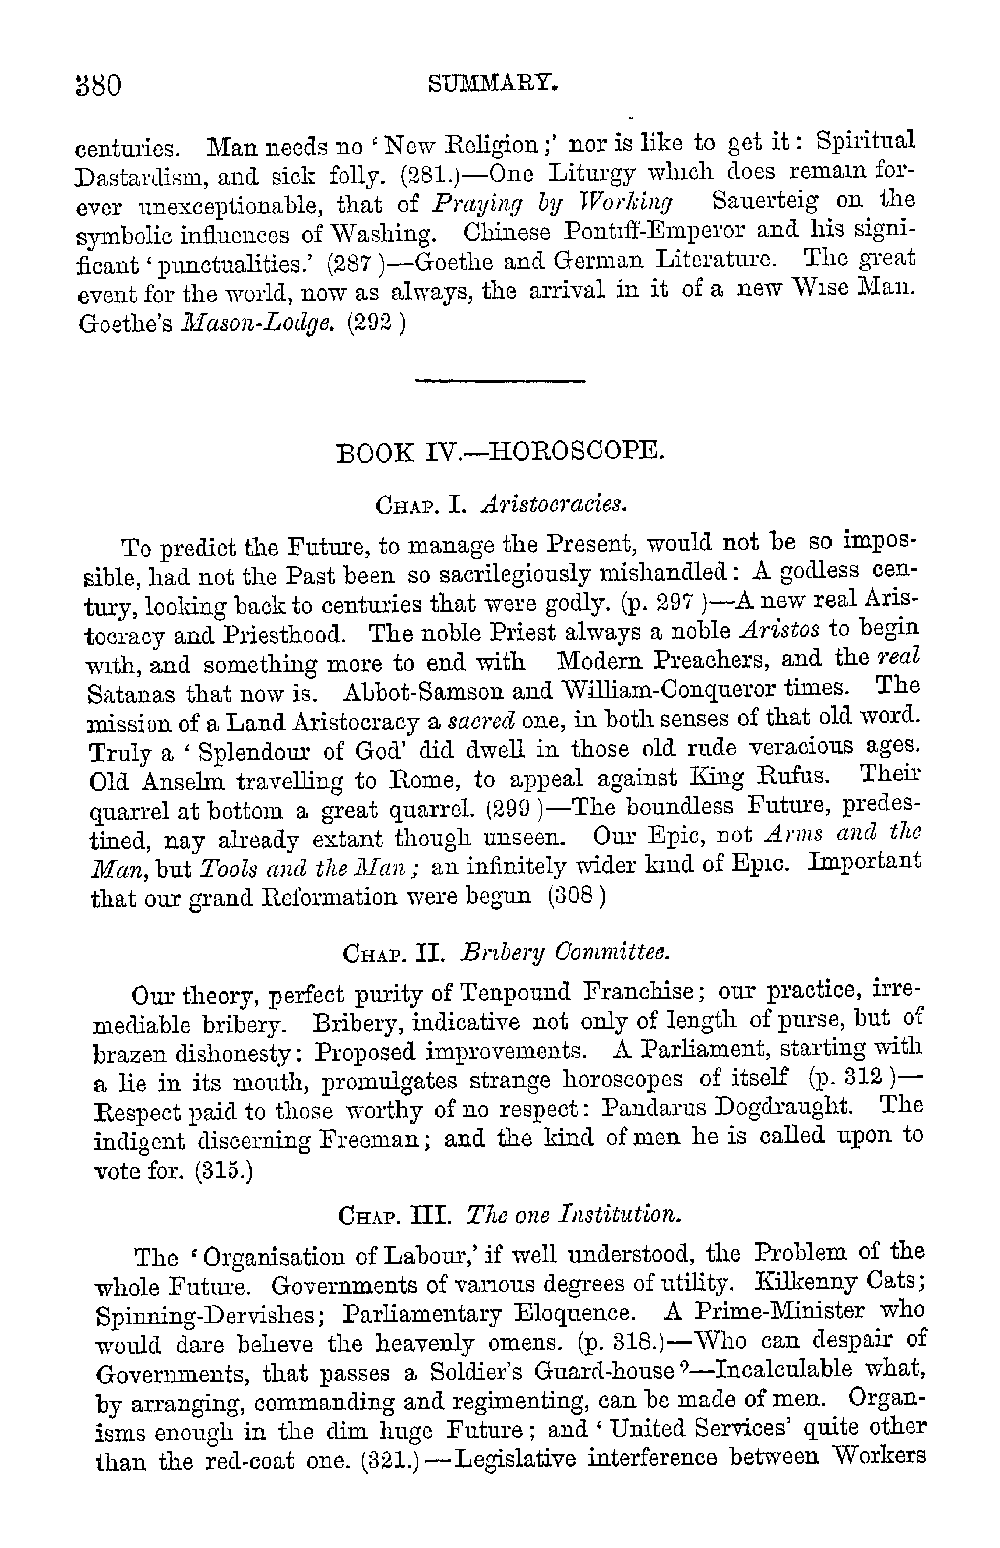 380 SUMMARY.
centuries. Man needs no ‘New Religion;’ nor is like to get it: Spiritual
Dastardism, and sick folly. (281.)—One Liturgy which does remain for-
ever unexceptionable, that of Praying by Working Sauerteig on the
symbolic influences of Washing. Chinese Pontiff-Emperor and his signi-
ficant ‘punctualities.’ (287)—Goethe and German Literature. The great
event for the world, now as always, the arrival in it of a new Wise Man.
Goethe's Mason-Lodge. (292)
BOOK IV.—HOROSCOPE.
CHAP. I. Aristocracies.
To predict the Future, to manage the Present, would not be so impos-
sible, had not the Past been so sacrilegiously mishandled: A godless cen-
tury, looking back to centuries that were godly. (p. 297)—A new real Aris-
tocracy and Priesthood. The noble Priest always a noble Aristos to begin
with, and something more to end with Modern Preachers, and the real
Satanas that now is. Abbot-Samson and William-Conqueror times. The
mission of a Land Aristocracy a sacred one, in both senses of that old word.
Truly a ‘Splendour of God’ did dwell in those old rude veracious ages.
Old Anselm travelling to Rome, to appeal against King Rufus. Their
quarrel at bottom a great quarrel. (299)—The boundless Future, predes-
tined, nay already extant though unseen. Our Epic, not Arms and the
Man, but Tools and the Man; an infinitely wider kind of Epic. Important
that our grand Reformation were begun (308)
CHAP. II. Bribery Committee.
Our theory, perfect purity of Tenpound Franchise; our practice, irre-
mediable bribery. Bribery, indicative not only of length of purse, but of
brazen dishonesty: Proposed improvements. A Parliament, starting with
a lie in its mouth, promulgates strange horoscopes of itself (p. 312)—
Respect paid to those worthy of no respect: Pandarus Dogdraught. The
indigent discerning Freeman; and the kind of men he is called upon to
vote for. (315.)
CHAP. III. The one Institution.
The ‘Organisation of Labour,’ if well understood, the Problem of the
whole Future. Governments of various degrees of utility. Kilkenny Cats;
Spinning-Dervishes; Parliamentary Eloquence. A Prime-Minister who
would dare believe the heavenly omens. (p. 318.)—Who can despair of
Governments, that passes a Soldier's Guard-house?—Incalculable what,
by arranging, commanding and regimenting, can be made of men. Organ-
isms enough in the dim huge Future; and ‘United Services’ quite other
than the red-coat one. (321.)—Legislative interference between Workers